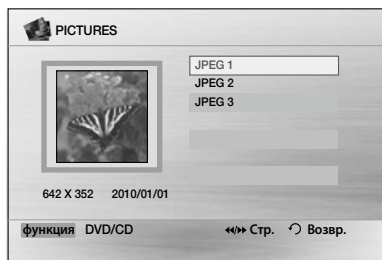 PICTURES
JPEG 1
JPEG 2
JPEG 3
642 X 352 2010/01/01
функция DVD/CD ◀◀/▶▶ Стр. ↶ Возвр.